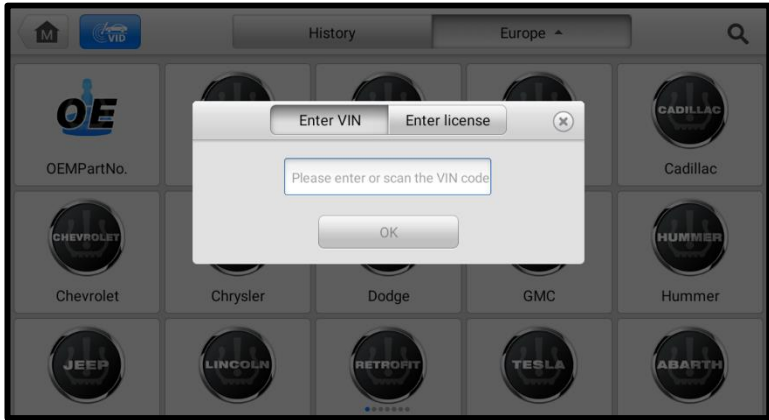 M
VID
History
Europe
Enter VIN
Enter license
Please enter or scan the VIN code
OK
OE
OEMPartNo.
CADILLAC
Cadillac
CHEVROLET
Chevrolet
Chrysler
Dodge
GMC
HUMMER
Hummer
JEEP
LINCOLN
RETROFIT
TESLA
ABARTH